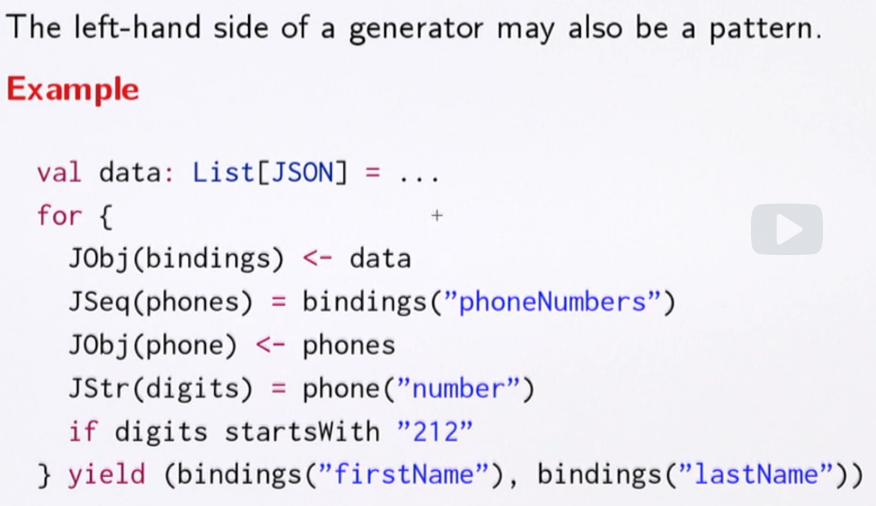 The left-hand side of a generator may also be a pattern.
Example
val data: List[JSON] = ...
for {
JObj(bindings) <- data
JSeq(phones) = bindings(”phoneNumbers”)
JObj(phone) <- phones
JStr(digits) = phone(”number”)
if digits startsWith ”212”
} yield (bindings(”firstName”), bindings(”lastName”))